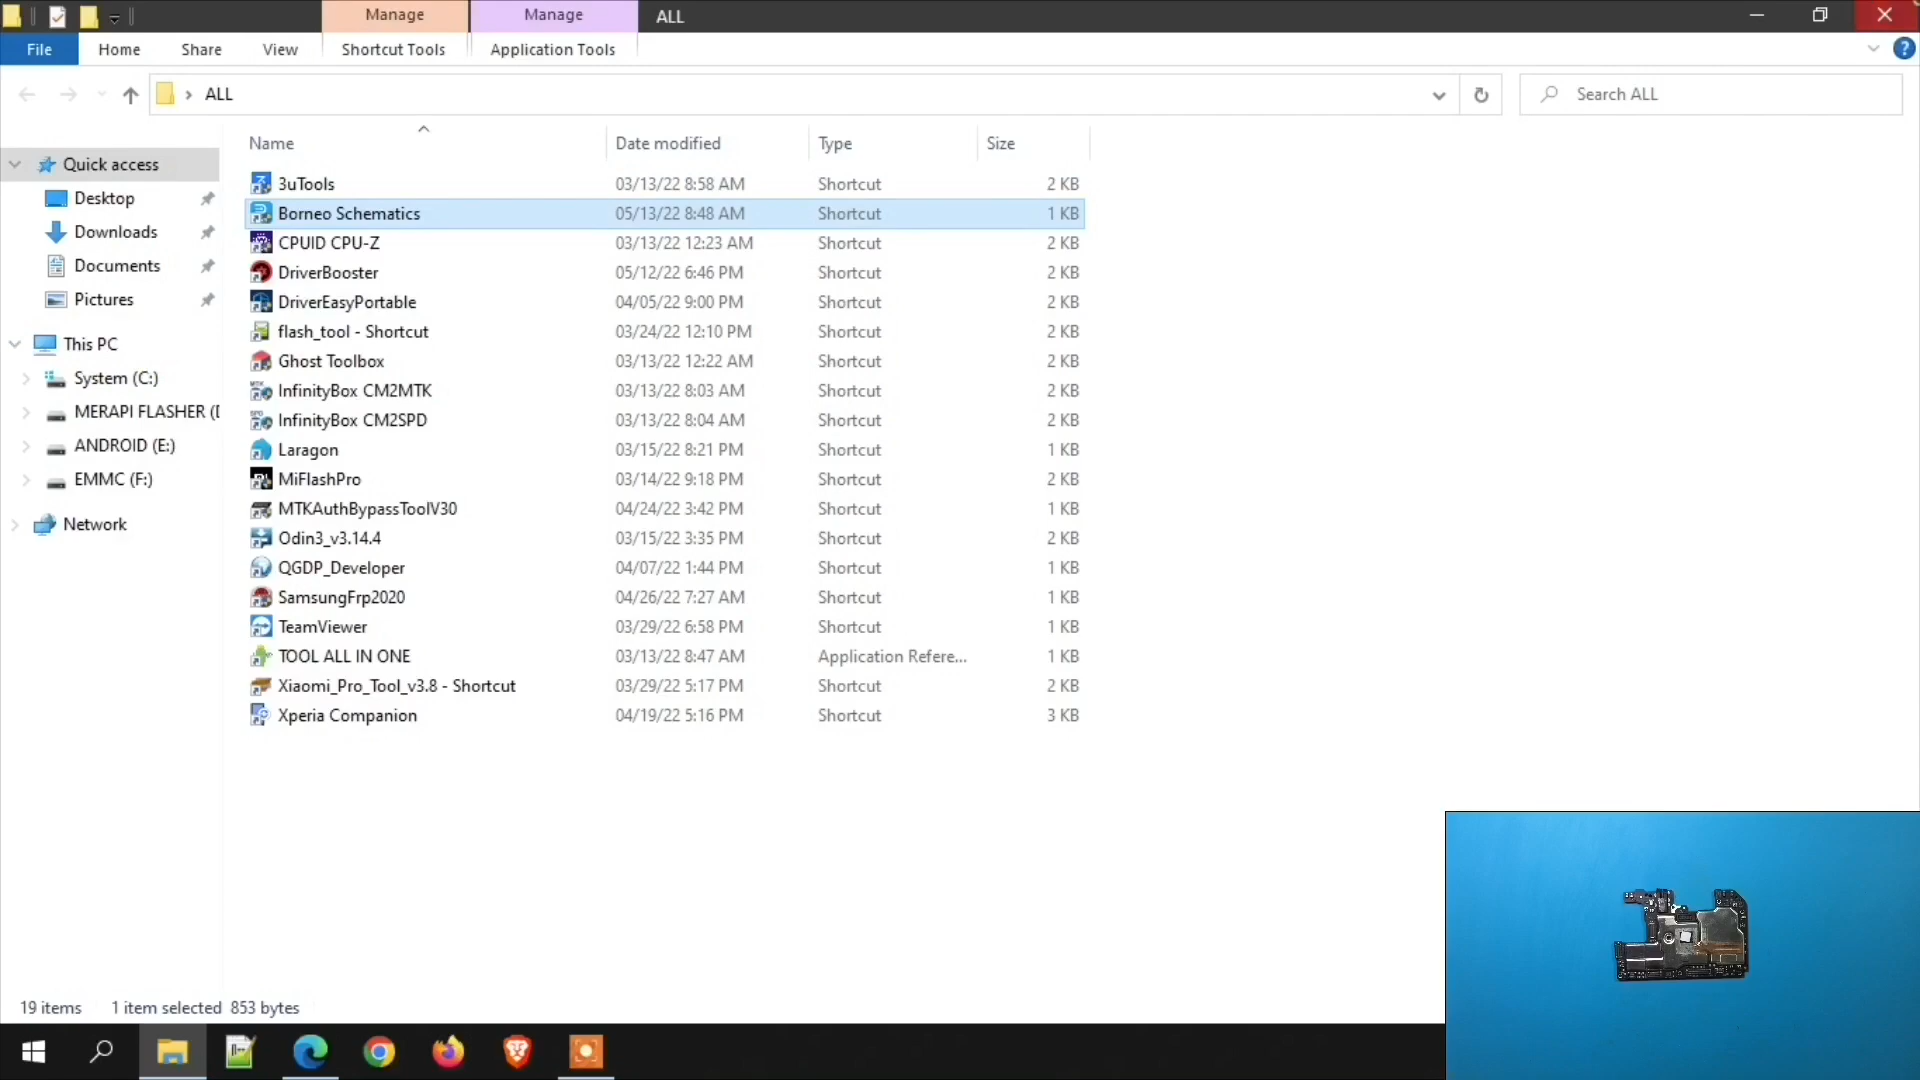 Manage Manage ALL
File Home Share View Shortcut Tools Application Tools
ALL Search ALL
Name Date modified Type Size
Quick access
Desktop
Downloads
Documents
Pictures
This PC
System (C:)
MERAPI FLASHER (
ANDROID (E:)
EMMC (F:)
Network
3uTools 03/13/22 8:58 AM Shortcut 2 KB
Borneo Schematics 05/13/22 8:48 AM Shortcut 1 KB
CPUID CPU-Z 03/13/22 12:23 AM Shortcut 2 KB
DriverBooster 05/12/22 6:46 PM Shortcut 2 KB
DriverEasyPortable 04/05/22 9:00 PM Shortcut 2 KB
flash_tool - Shortcut 03/24/22 12:10 PM Shortcut 2 KB
Ghost Toolbox 03/13/22 12:22 AM Shortcut 2 KB
InfinityBox CM2MTK 03/13/22 8:03 AM Shortcut 2 KB
InfinityBox CM2SPD 03/13/22 8:04 AM Shortcut 2 KB
Laragon 03/15/22 8:21 PM Shortcut 1 KB
MiFlashPro 03/14/22 9:18 PM Shortcut 2 KB
MTKAuthBypassToolV30 04/24/22 3:42 PM Shortcut 1 KB
Odin3_v3.14.4 03/15/22 3:35 PM Shortcut 2 KB
QGDP_Developer 04/07/22 1:44 PM Shortcut 1 KB
SamsungFrp2020 04/26/22 7:27 AM Shortcut 1 KB
TeamViewer 03/29/22 6:58 PM Shortcut 1 KB
TOOL ALL IN ONE 03/13/22 8:47 AM Application Refere... 1 KB
Xiaomi_Pro_Tool_v3.8 - Shortcut 03/29/22 5:17 PM Shortcut 2 KB
Xperia Companion 04/19/22 5:16 PM Shortcut 3 KB
19 items 1 item selected 853 bytes